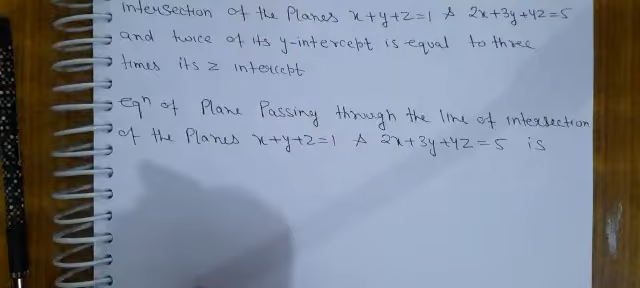 intersection of the Planes x+y+z=1 & 2x+3y+4z=5
and twice of its y-intercept is equal to three
times its z intercept
eqⁿ of Plane Passing through the line of intersection
of the Planes x+y+z=1 & 2x+3y+4z=5 is